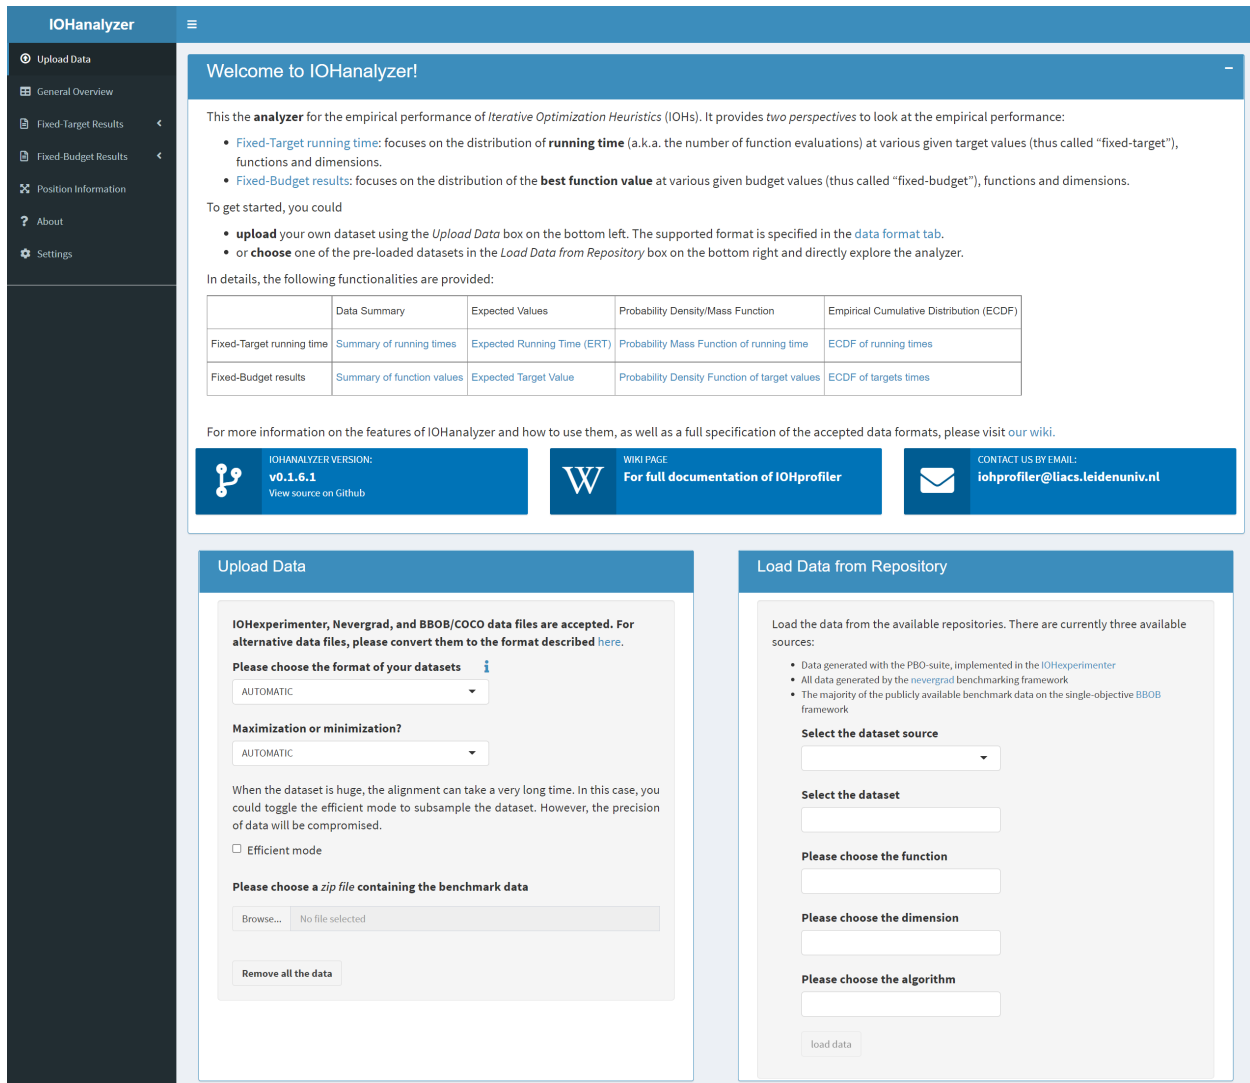 IOHanalyzer
Upload Data
General Overview
Fixed-Target Results
Fixed-Budget Results
Position Information
About
Settings
Welcome to IOHanalyzer!
This the analyzer for the empirical performance of Iterative Optimization Heuristics (IOHs). It provides two perspectives to look at the empirical performance:
Fixed-Target running time: focuses on the distribution of running time (a.k.a. the number of function evaluations) at various given target values (thus called “fixed-target”),
functions and dimensions.
Fixed-Budget results: focuses on the distribution of the best function value at various given budget values (thus called “fixed-budget”), functions and dimensions.
To get started, you could
upload your own dataset using the Upload Data box on the bottom left. The supported format is specified in the data format tab.
or choose one of the pre-loaded datasets in the Load Data from Repository box on the bottom right and directly explore the analyzer.
In details, the following functionalities are provided:
Data Summary Expected Values Probability Density/Mass Function Empirical Cumulative Distribution (ECDF)
Fixed-Target running time Summary of running times Expected Running Time (ERT) Probability Mass Function of running time ECDF of running times
Fixed-Budget results Summary of function values Expected Target Value Probability Density Function of target values ECDF of targets times
For more information on the features of IOHanalyzer and how to use them, as well as a full specification of the accepted data formats, please visit our wiki.
IOHANALYZER VERSION:
v0.1.6.1
View source on Github
W
WIKI PAGE
For full documentation of IOHprofiler
CONTACT US BY EMAIL:
iohprofiler@liacs.leidenuniv.nl
Upload Data
IOHexperimenter, Nevergrad, and BBOB/COCO data files are accepted. For
alternative data files, please convert them to the format described here.
Please choose the format of your datasets
AUTOMATIC
Maximization or minimization?
AUTOMATIC
When the dataset is huge, the alignment can take a very long time. In this case, you
could toggle the efficient mode to subsample the dataset. However, the precision
of data will be compromised.
Efficient mode
Please choose a zip file containing the benchmark data
Browse... No file selected
Remove all the data
Load Data from Repository
Load the data from the available repositories. There are currently three available
sources:
Data generated with the PBO-suite, implemented in the IOHexperimenter
All data generated by the nevergrad benchmarking framework
The majority of the publicly available benchmark data on the single-objective BBOB
framework
Select the dataset source
Select the dataset
Please choose the function
Please choose the dimension
Please choose the algorithm
load data